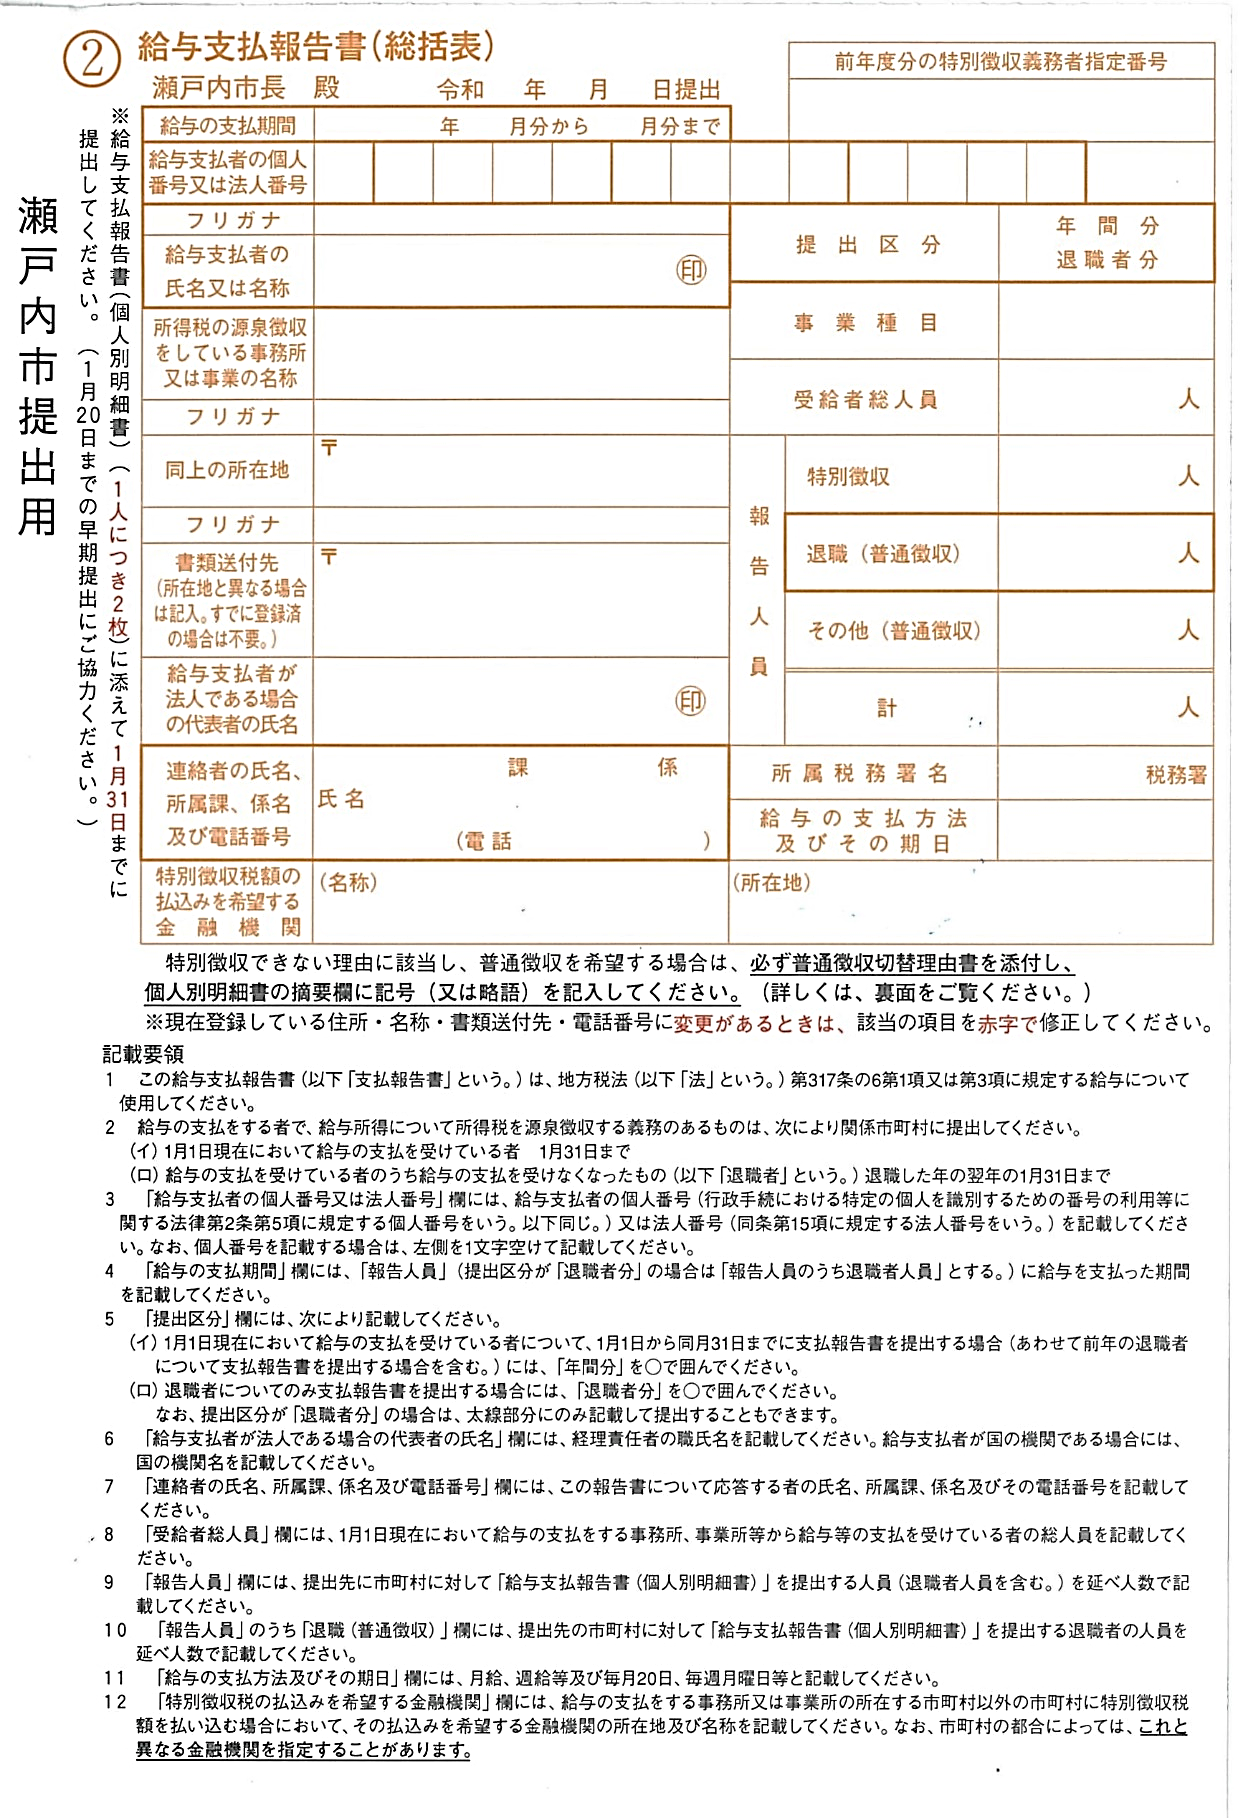 ② 給与支払報告書(総括表)
瀬戸内市長　殿　令和　年　月　日提出
前年度分の特別徴収義務者指定番号
瀬戸内市提出用
※給与支払報告書(個人別明細書)(1人につき2枚)に添えて1月31日までに
提出してください。(1月20日までの早期提出にご協力ください。)
給与の支払期間　年　月分から　月分まで
給与支払者の個人
番号又は法人番号
フリガナ
給与支払者の
氏名又は名称
㊞
提出区分
年間分
退職者分
所得税の源泉徴収
をしている事務所
又は事業の名称
事業種目
フリガナ
受給者総人員　人
同上の所在地
〒
報告人員
特別徴収　人
フリガナ
退職(普通徴収)　人
書類送付先
(所在地と異なる場合
は記入。すでに登録済
の場合は不要。)
〒
その他(普通徴収)　人
給与支払者が
法人である場合
の代表者の氏名
㊞
計　人
連絡者の氏名、
所属課、係名
及び電話番号
課　係
氏名
(電話　)
所属税務署名　税務署
給与の支払方法
及びその期日
特別徴収税額の
払込みを希望する
金融機関
(名称)
(所在地)
特別徴収できない理由に該当し、普通徴収を希望する場合は、必ず普通徴収切替理由書を添付し、
個人別明細書の摘要欄に記号(又は略語)を記入してください。(詳しくは、裏面をご覧ください。)
※現在登録している住所・名称・書類送付先・電話番号に変更があるときは、該当の項目を赤字で修正してください。
記載要領
1　この給与支払報告書(以下「支払報告書」という。)は、地方税法(以下「法」という。)第317条の6第1項又は第3項に規定する給与について
使用してください。
2　給与の支払をする者で、給与所得について所得税を源泉徴収する義務のあるものは、次により関係市町村に提出してください。
(イ)1月1日現在において給与の支払を受けている者　1月31日まで
(ロ)給与の支払を受けている者のうち給与の支払を受けなくなったもの(以下「退職者」という。)退職した年の翌年の1月31日まで
3　「給与支払者の個人番号又は法人番号」欄には、給与支払者の個人番号(行政手続における特定の個人を識別するための番号の利用等に
関する法律第2条第5項に規定する個人番号をいう。以下同じ。)又は法人番号(同条第15項に規定する法人番号をいう。)を記載してくださ
い。なお、個人番号を記載する場合は、左側を1文字空けて記載してください。
4　「給与の支払期間」欄には、「報告人員」(提出区分が「退職者分」の場合は「報告人員のうち退職者人員」とする。)に給与を支払った期間
を記載してください。
5　「提出区分」欄には、次により記載してください。
(イ)1月1日現在において給与の支払を受けている者について、1月1日から同月31日までに支払報告書を提出する場合(あわせて前年の退職者
について支払報告書を提出する場合を含む。)には、「年間分」を○で囲んでください。
(ロ)退職者についてのみ支払報告書を提出する場合には、「退職者分」を○で囲んでください。
なお、提出区分が「退職者分」の場合は、太線部分にのみ記載して提出することもできます。
6　「給与支払者が法人である場合の代表者の氏名」欄には、経理責任者の職氏名を記載してください。給与支払者が国の機関である場合には、
国の機関名を記載してください。
7　「連絡者の氏名、所属課、係名及び電話番号」欄には、この報告書について応答する者の氏名、所属課、係名及びその電話番号を記載して
ください。
8　「受給者総人員」欄には、1月1日現在において給与の支払をする事務所、事業所等から給与等の支払を受けている者の総人員を記載してく
ださい。
9　「報告人員」欄には、提出先に市町村に対して「給与支払報告書(個人別明細書)」を提出する人員(退職者人員を含む。)を延べ人数で記
載してください。
10　「報告人員」のうち「退職(普通徴収)」欄には、提出先の市町村に対して「給与支払報告書(個人別明細書)」を提出する退職者の人員を
延べ人数で記載してください。
11　「給与の支払方法及びその期日」欄には、月給、週給等及び毎月20日、毎週月曜日等と記載してください。
12　「特別徴収税の払込みを希望する金融機関」欄には、給与の支払をする事務所又は事業所の所在する市町村以外の市町村に特別徴収税
額を払い込む場合において、その払込みを希望する金融機関の所在地及び名称を記載してください。なお、市町村の都合によっては、これと
異なる金融機関を指定することがあります。